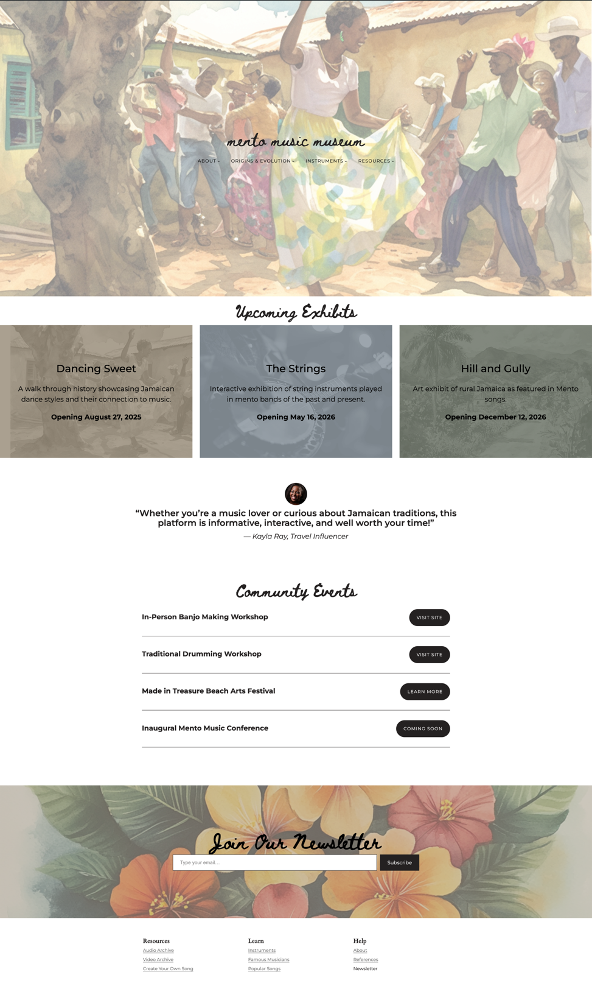 mento music museum
ABOUT ORIGINS & EVOLUTION INSTRUMENTS RESOURCES
Upcoming Exhibits
Dancing Sweet
A walk through history showcasing Jamaican
dance styles and their connection to music.
Opening August 27, 2025
The Strings
Interactive exhibition of string instruments played
in mento bands of the past and present.
Opening May 16, 2026
Hill and Gully
Art exhibit of rural Jamaica as featured in Mento
songs.
Opening December 12, 2026
“Whether you’re a music lover or curious about Jamaican traditions, this
platform is informative, interactive, and well worth your time!”
— Kayla Ray, Travel Influencer
Community Events
In-Person Banjo Making Workshop
VISIT SITE
Traditional Drumming Workshop
VISIT SITE
Made in Treasure Beach Arts Festival
LEARN MORE
Inaugural Mento Music Conference
COMING SOON
Join Our Newsletter
Type your email…
Subscribe
Resources
Audio Archive
Video Archive
Create Your Own Song
Learn
Instruments
Famous Musicians
Popular Songs
Help
About
References
Newsletter